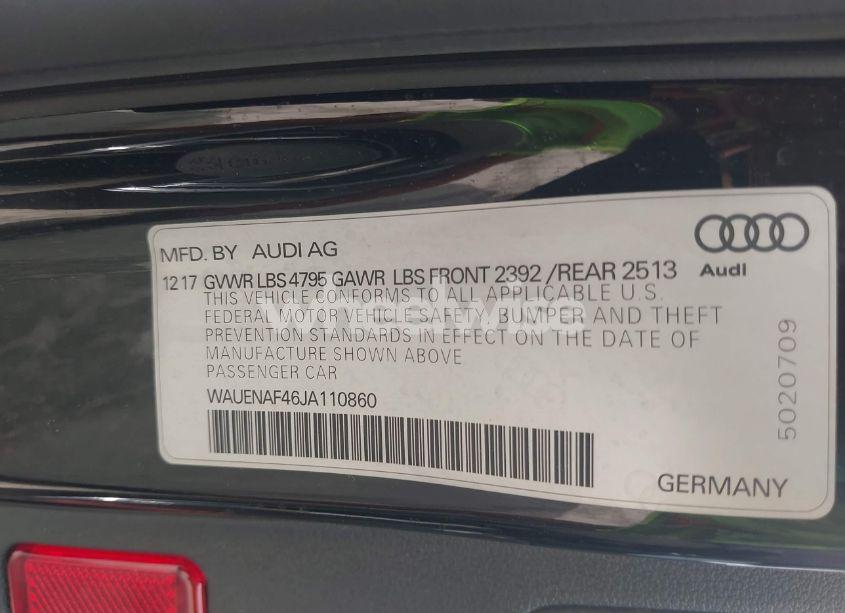 MFD. BY AUDI AG
Audi
12 17 GVWR LBS 4795 GAWR LBS FRONT 2392 /REAR 2513
THIS VEHICLE CONFORMS TO ALL APPLICABLE U.S.
FEDERAL MOTOR VEHICLE SAFETY, BUMPER AND THEFT
PREVENTION STANDARDS IN EFFECT ON THE DATE OF
MANUFACTURE SHOWN ABOVE
PASSENGER CAR
WAUENAF46JA110860
5020709
GERMANY
wheelwise